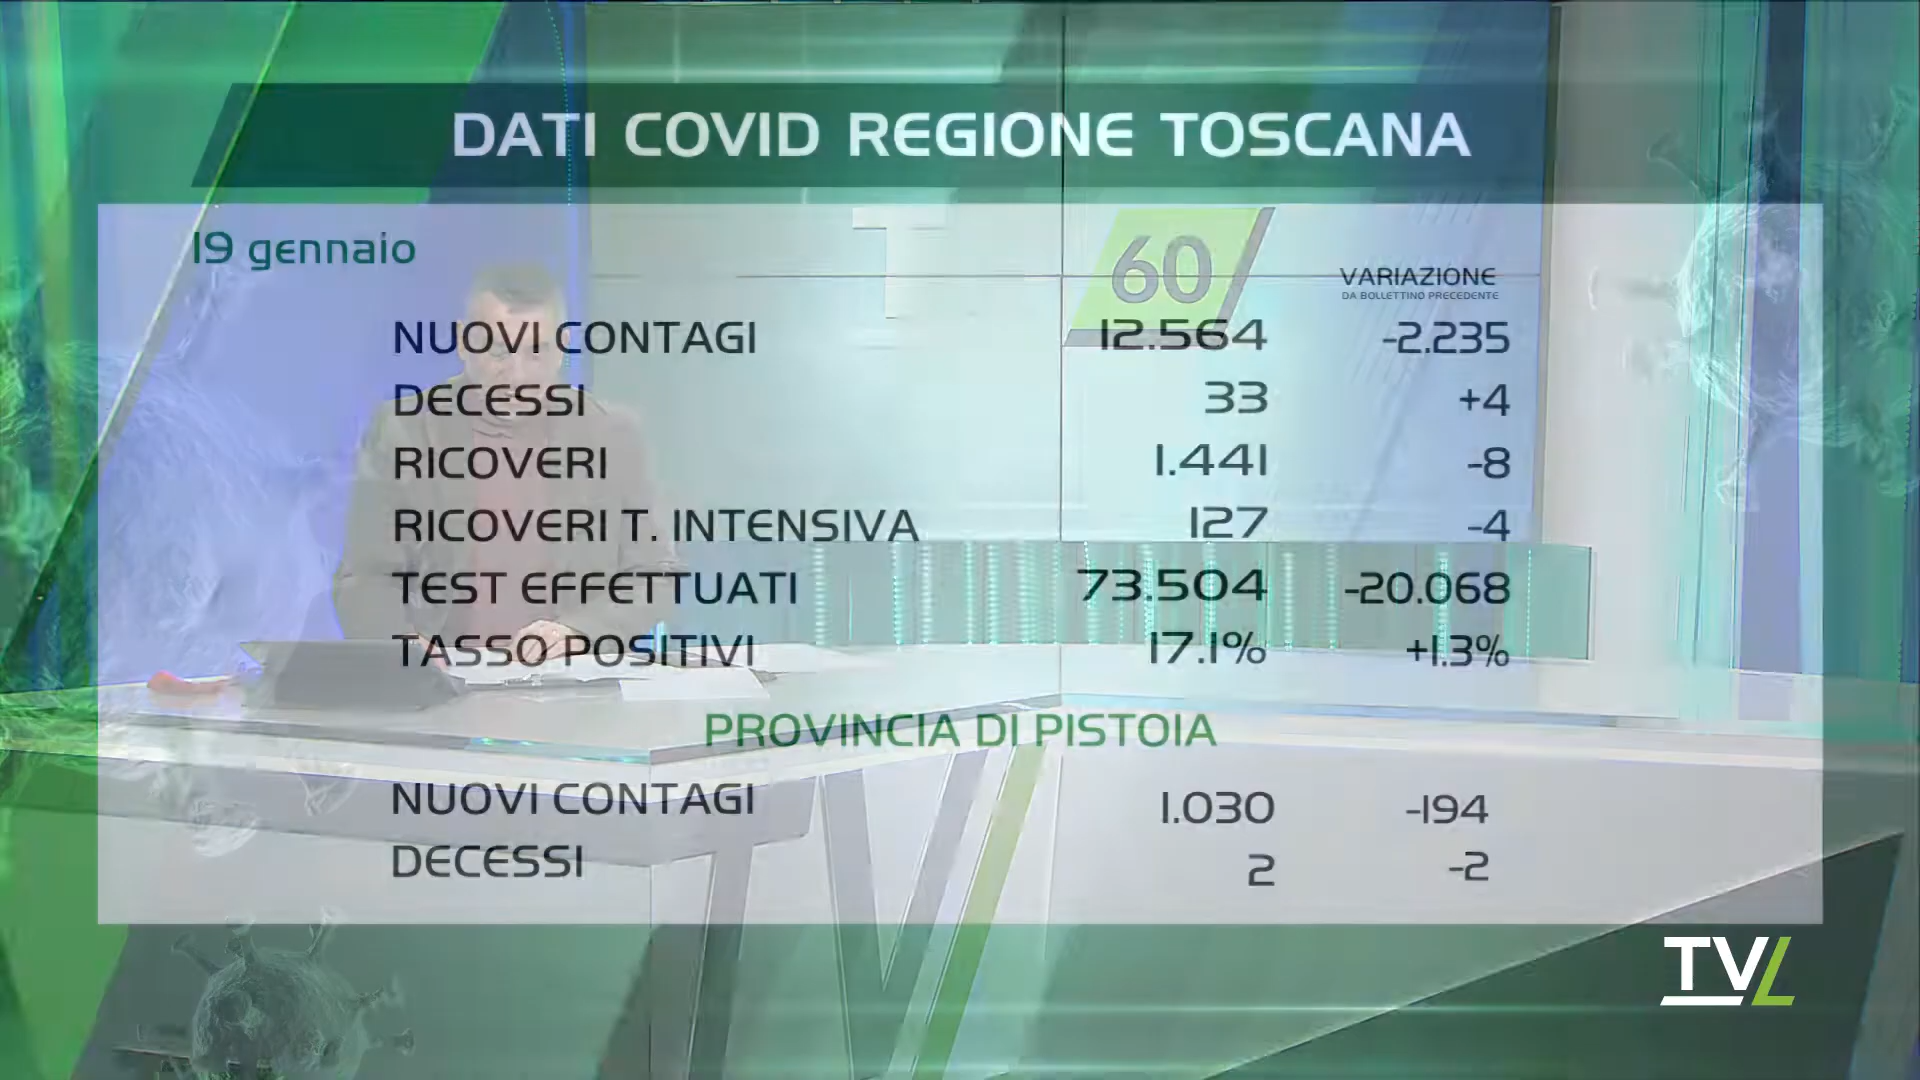 DATI COVID REGIONE TOSCANA
19 gennaio
T
60
VARIAZIONE
DA BOLLETTINO PRECEDENTE
NUOVI CONTAGI 12.564 -2.235
DECESSI 33 +4
RICOVERI 1.441 -8
RICOVERI T. INTENSIVA 127 -4
TEST EFFETTUATI 73.504 -20.068
TASSO POSITIVI 17.1% +1.3%
PROVINCIA DI PISTOIA
NUOVI CONTAGI 1.030 -194
DECESSI 2 -2
TVL